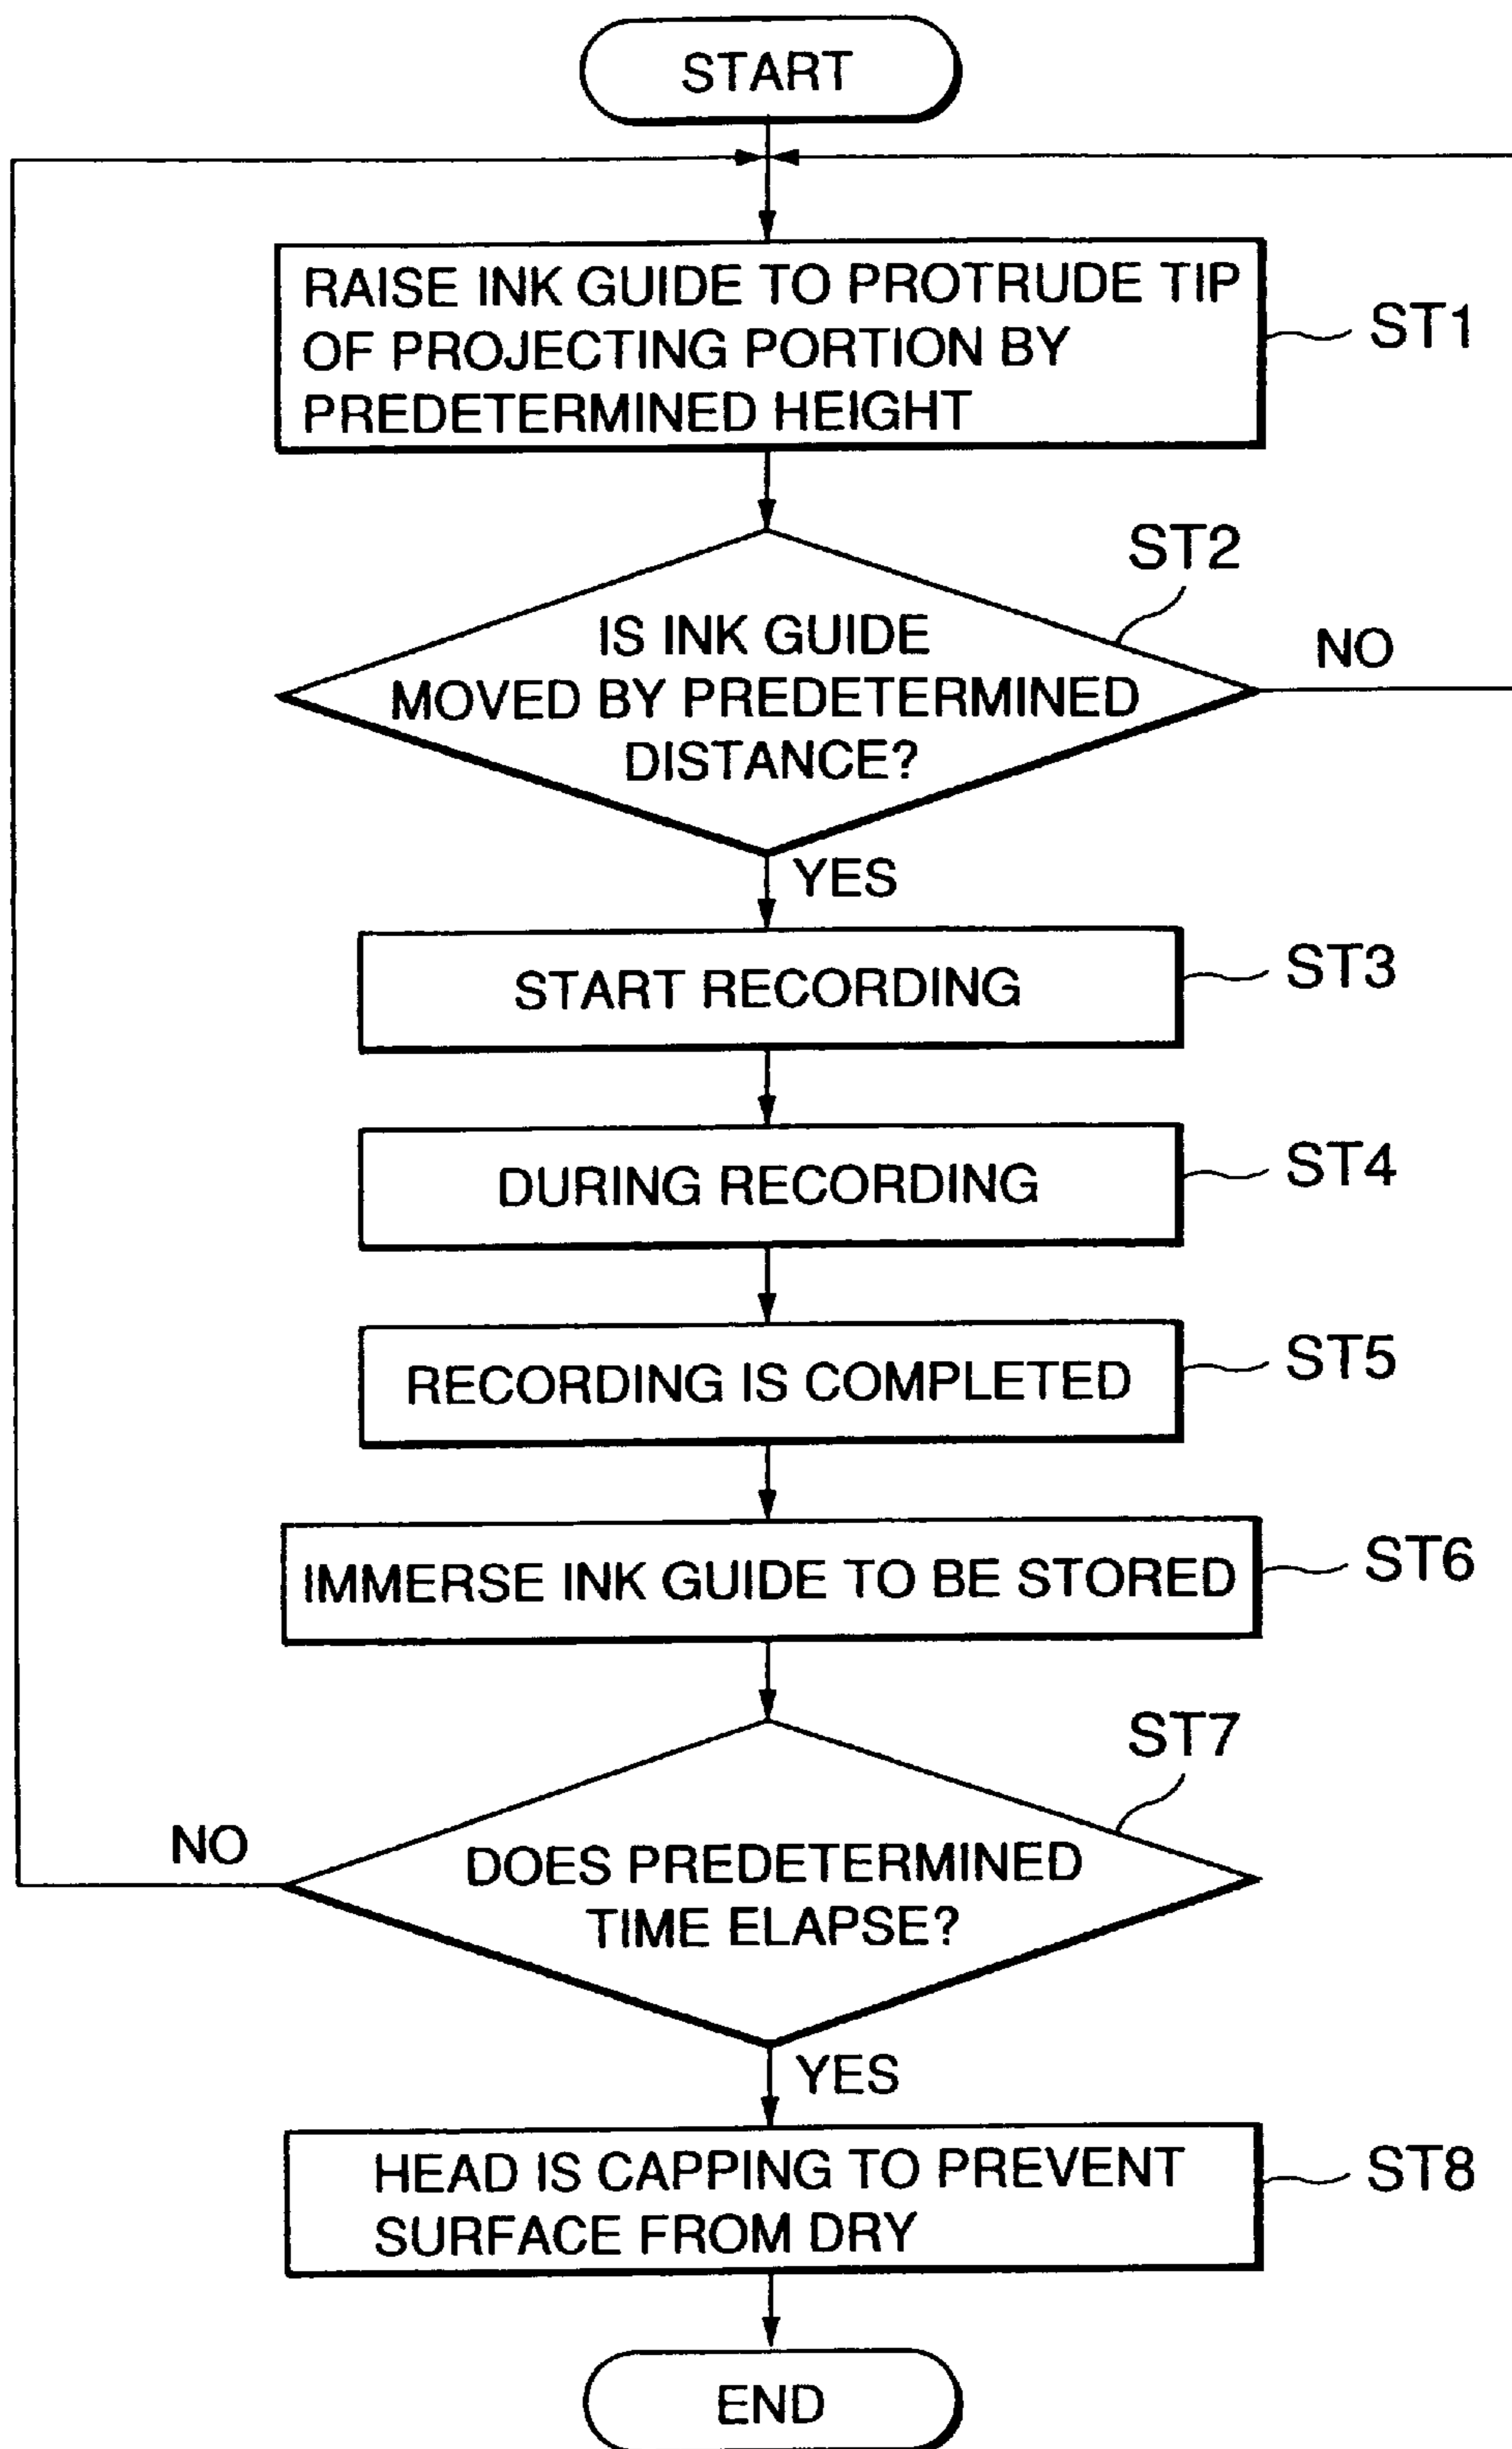 START
RAISE INK GUIDE TO PROTRUDE TIP
OF PROJECTING PORTION BY
PREDETERMINED HEIGHT
ST1
ST2
IS INK GUIDE
MOVED BY PREDETERMINED
DISTANCE?
NO
YES
START RECORDING
ST3
DURING RECORDING
ST4
RECORDING IS COMPLETED
ST5
IMMERSE INK GUIDE TO BE STORED
ST6
ST7
NO
DOES PREDETERMINED
TIME ELAPSE?
YES
HEAD IS CAPPING TO PREVENT
SURFACE FROM DRY
ST8
END